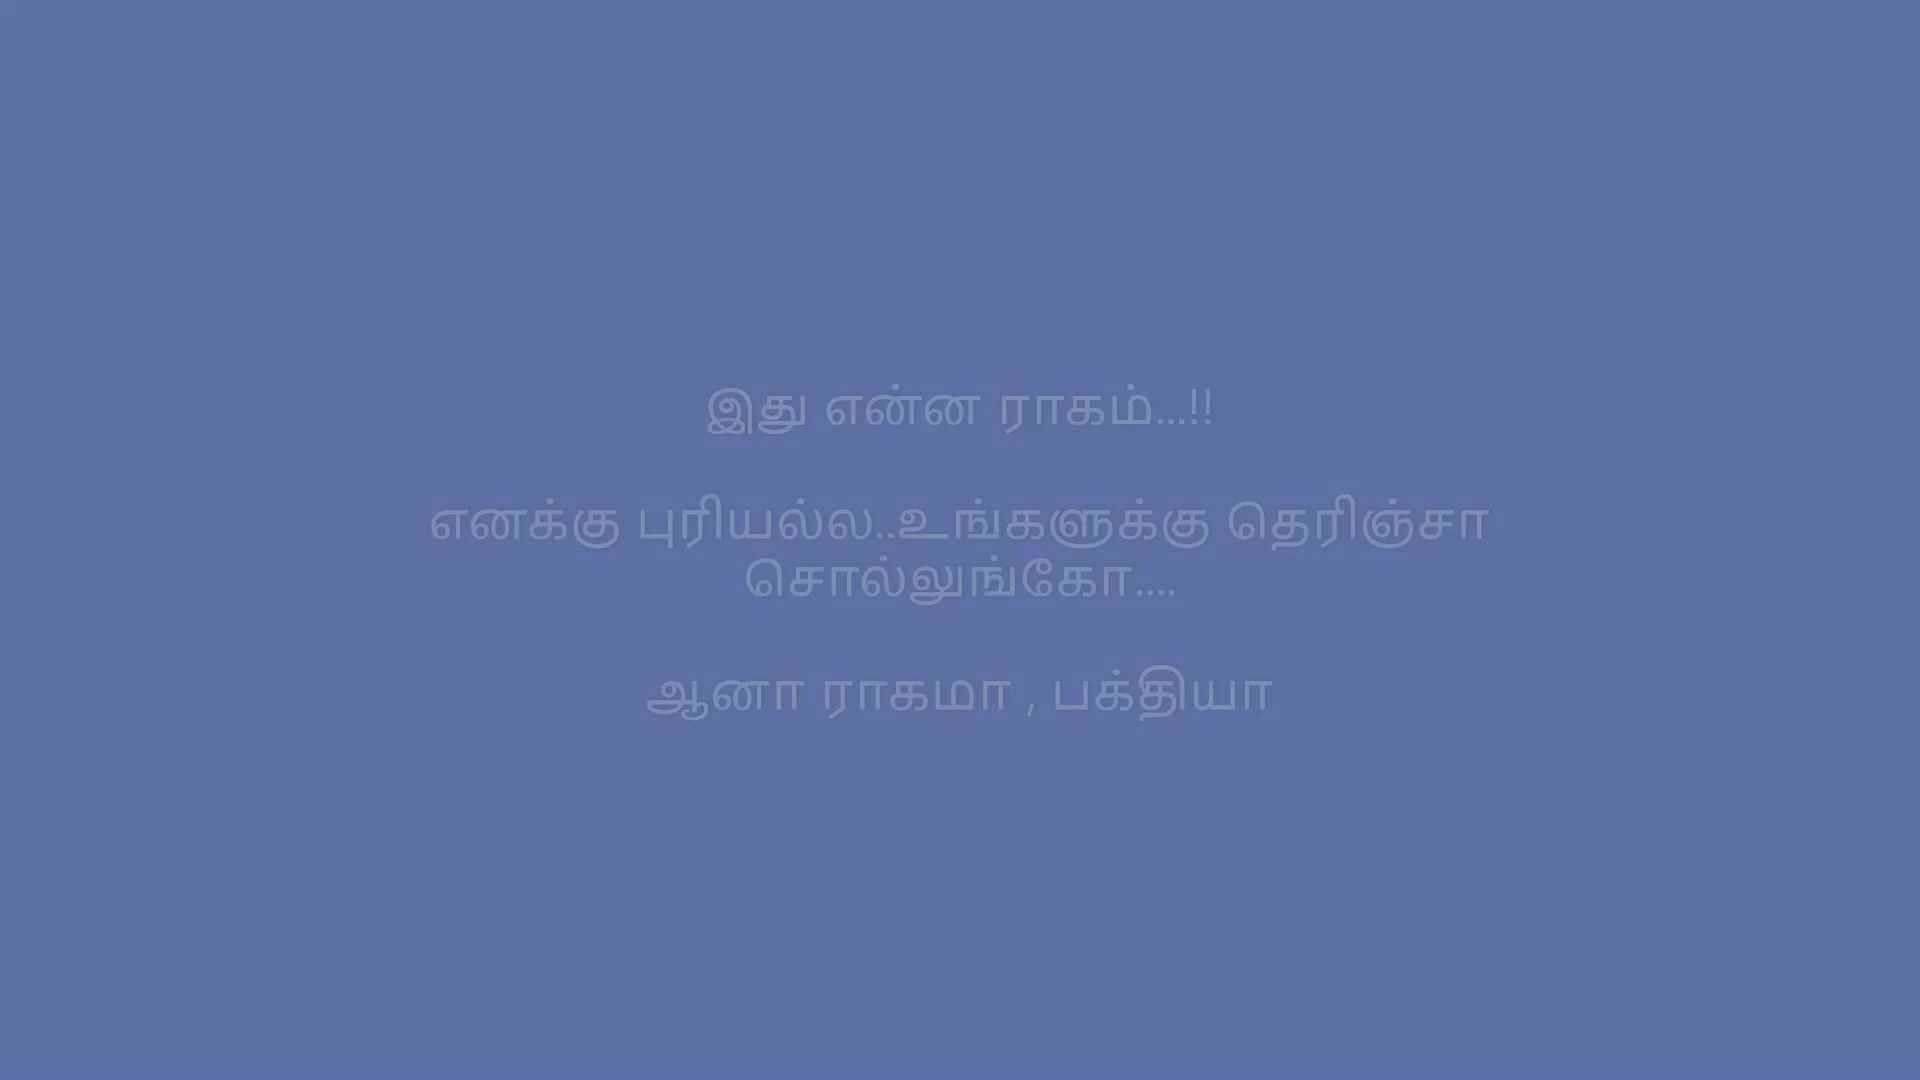 இது என்ன ராகம்...!!
எனக்கு புரியல்ல..உங்களுக்கு தெரிஞ்சா
சொல்லுங்கோ....
ஆனா ராகமா , பக்தியா